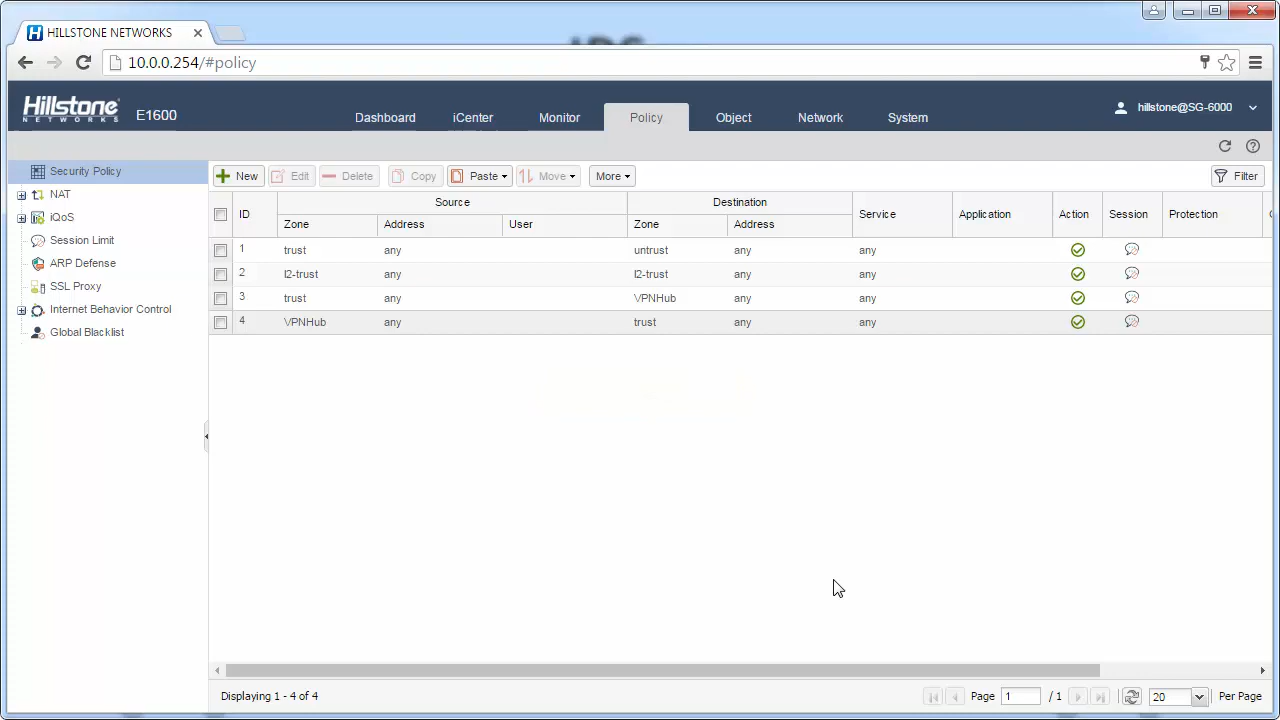 HILLSTONE NETWORKS
10.0.0.254/#policy
Hillstone
NETWORKS
E1600
Dashboard iCenter Monitor Policy Object Network System
hillstone@SG-6000
Security Policy
NAT
iQoS
Session Limit
ARP Defense
SSL Proxy
Internet Behavior Control
Global Blacklist
New Edit Delete Copy Paste Move More Filter
ID Source Destination Service Application Action Session Protection
Zone Address User Zone Address
1 trust any untrust any any
2 l2-trust any l2-trust any any
3 trust any VPNHub any any
4 VPNHub any trust any any
Displaying 1 - 4 of 4
Page 1 / 1 20 Per Page